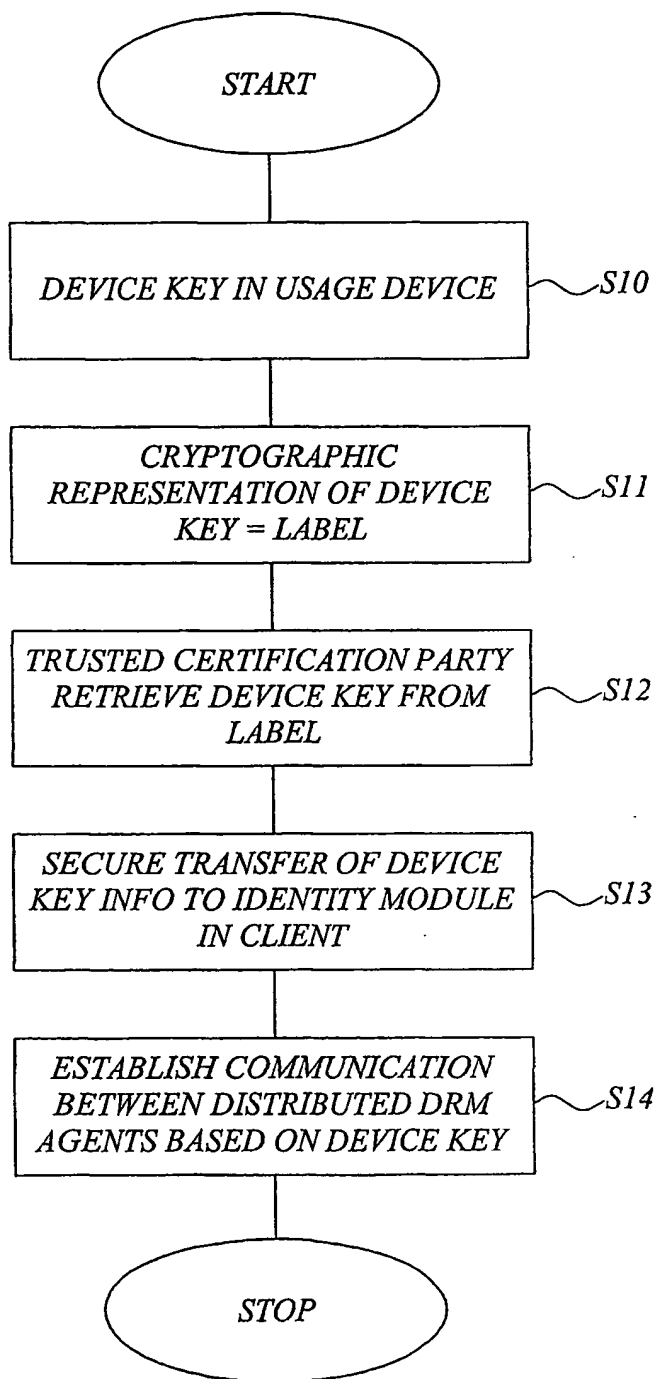 START
DEVICE KEY IN USAGE DEVICE
S10
CRYPTOGRAPHIC
REPRESENTATION OF DEVICE
KEY = LABEL
S11
TRUSTED CERTIFICATION PARTY
RETRIEVE DEVICE KEY FROM
LABEL
S12
SECURE TRANSFER OF DEVICE
KEY INFO TO IDENTITY MODULE
IN CLIENT
S13
ESTABLISH COMMUNICATION
BETWEEN DISTRIBUTED DRM
AGENTS BASED ON DEVICE KEY
S14
STOP